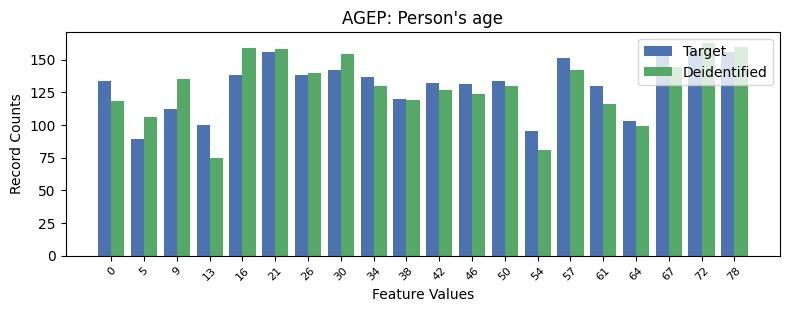 AGEP: Person's age
Record Counts
150
125
100
75
50
25
0
Target
Deidentified
0 5 9 13 16 21 26 30 34 38 42 46 50 54 57 61 64 67 72 78
Feature Values